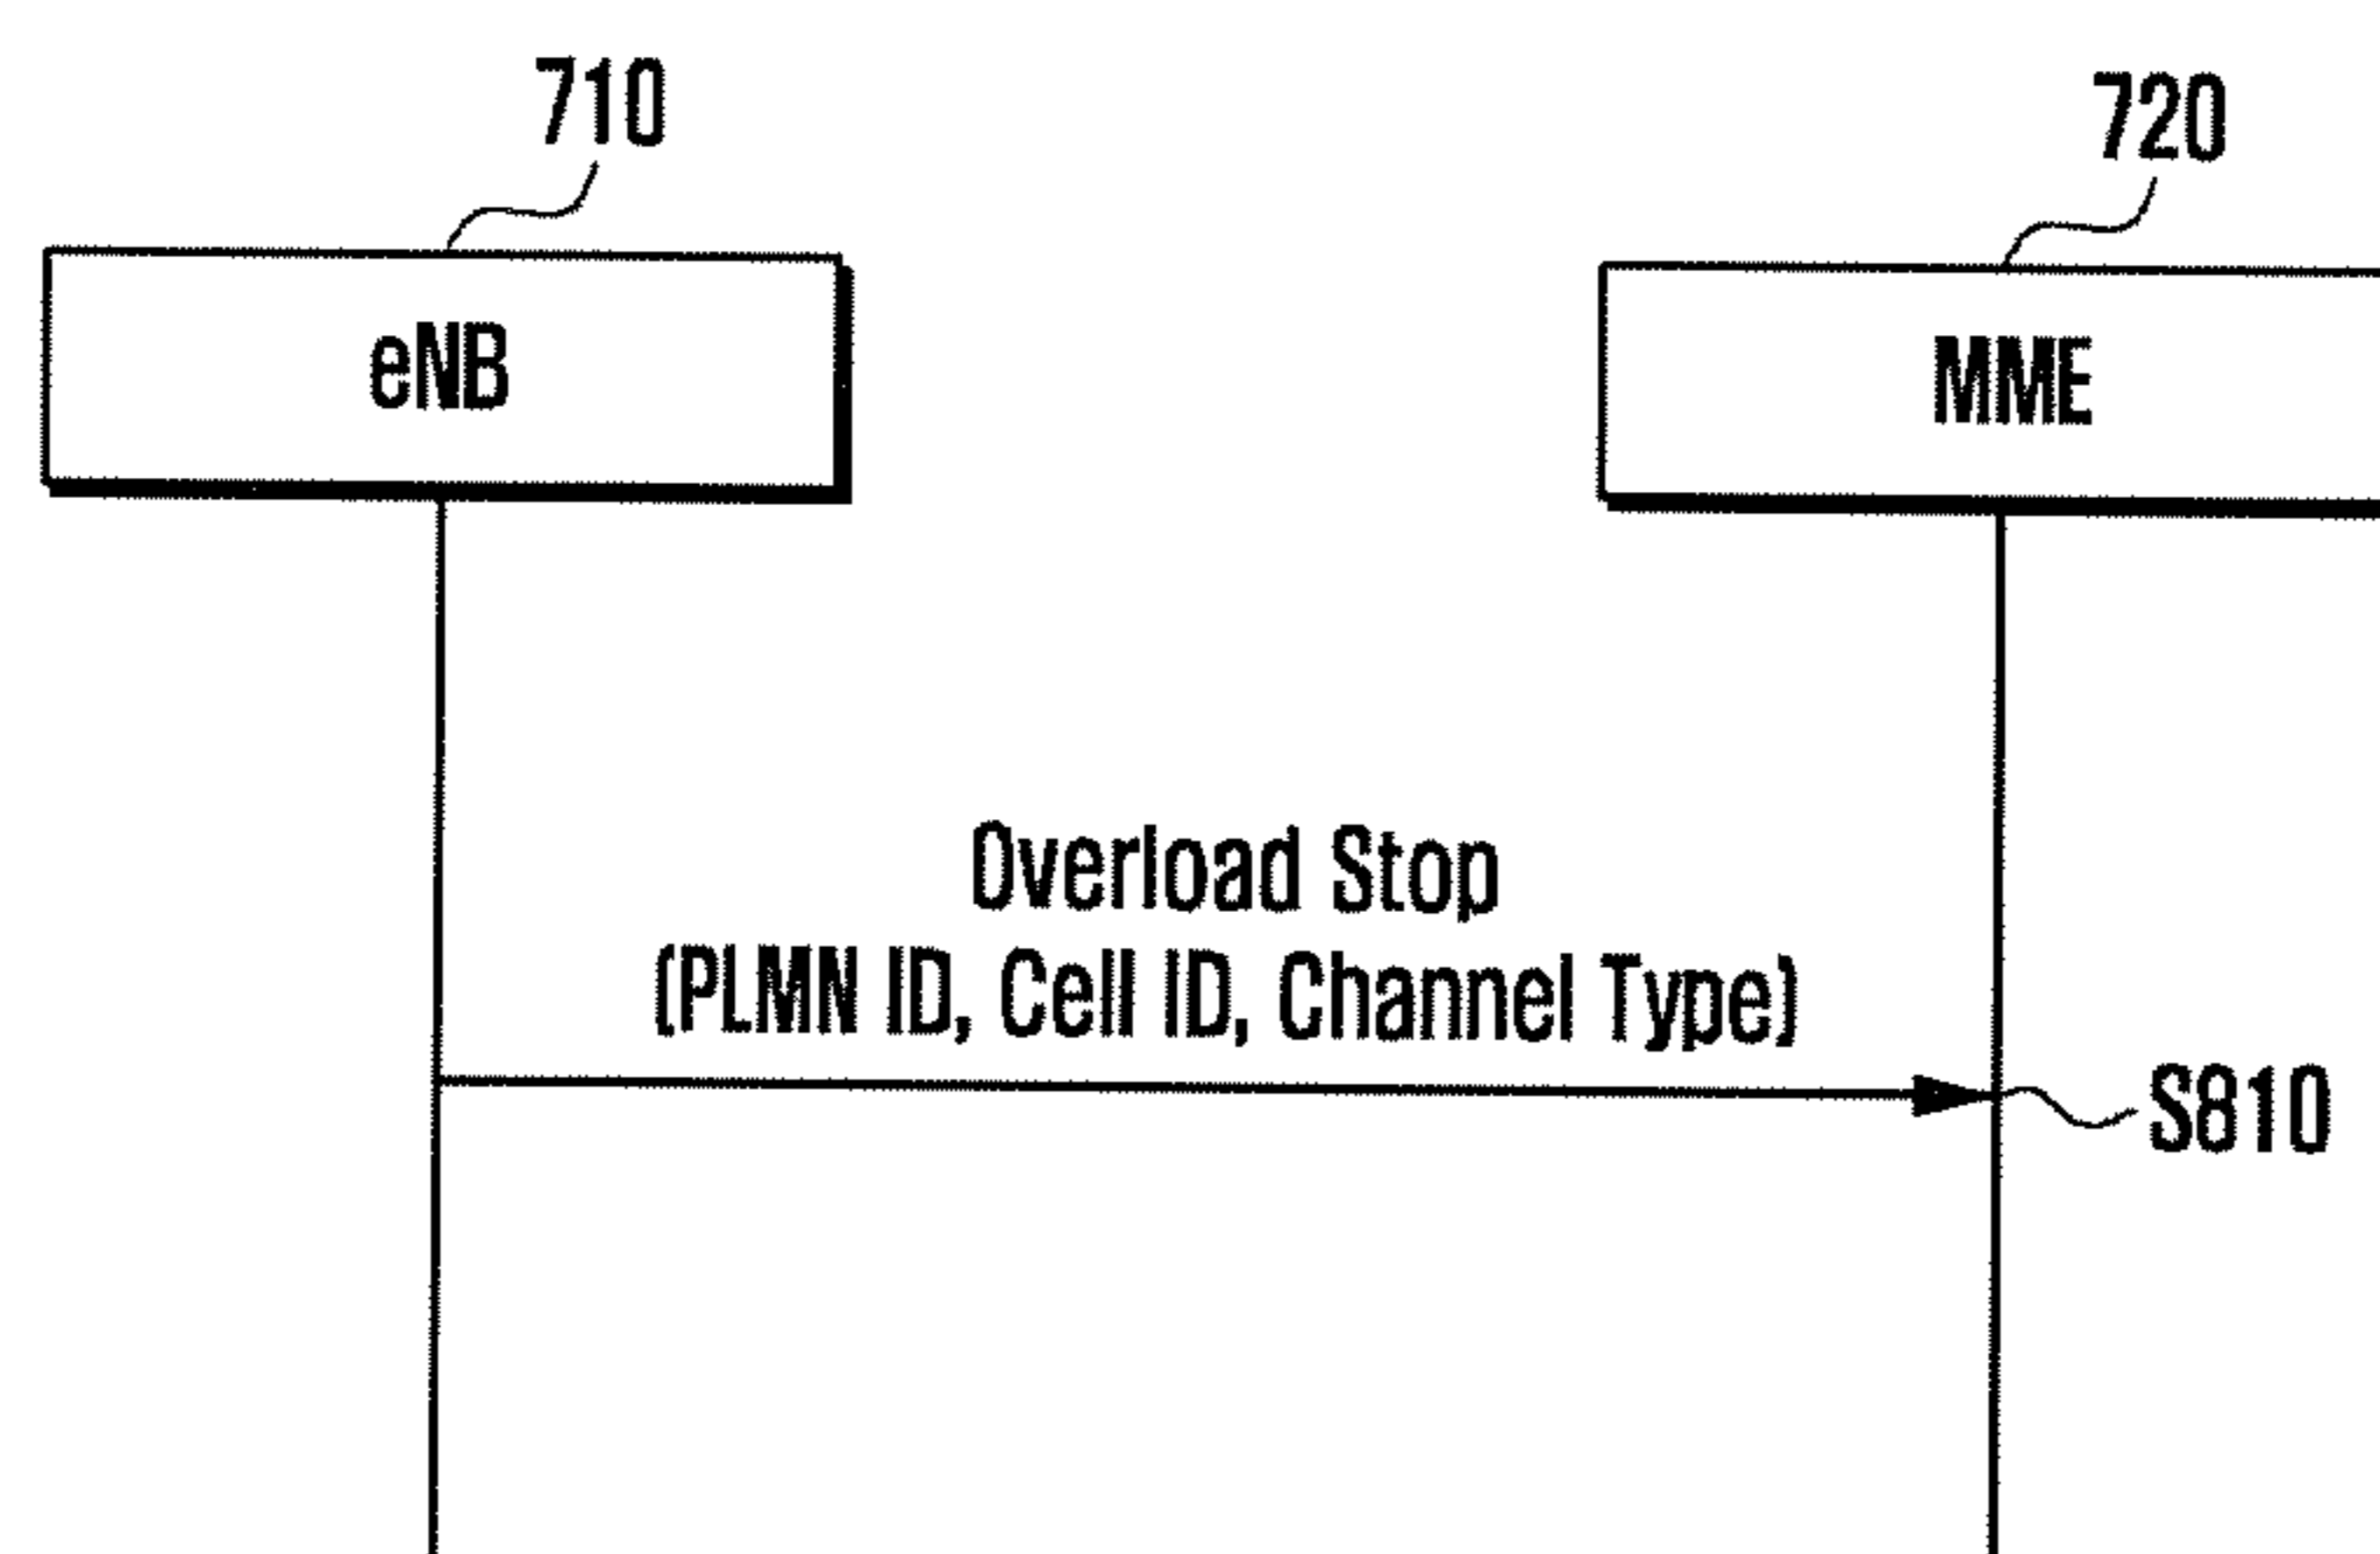 710
720
eNB
MME
Overload Stop
(PLMN ID, Cell ID, Channel Type)
S810